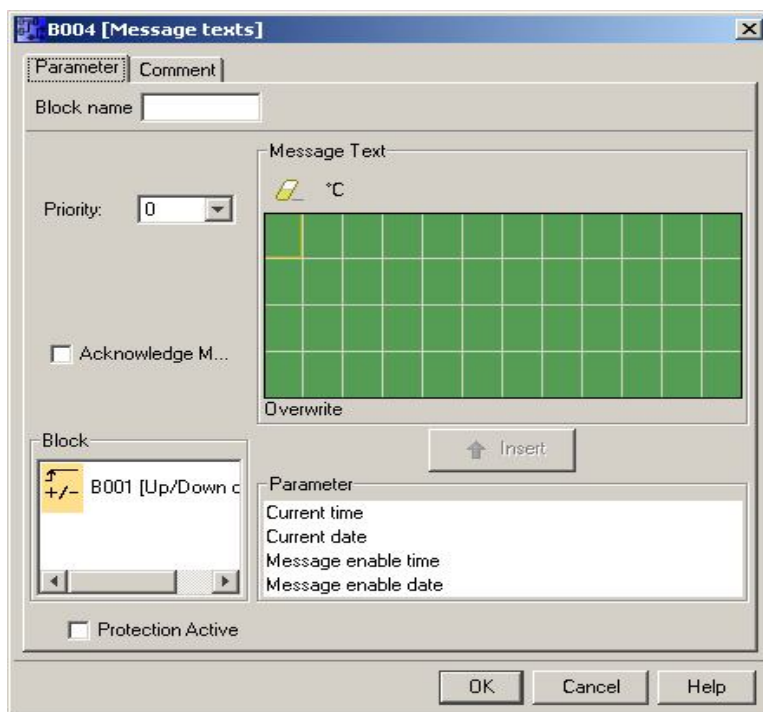 B004 [Message texts]
Parameter Comment
Block name
Message Text
°C
Priority: 0
Acknowledge M...
Overwrite
Insert
Block
B001 [Up/Down c
Parameter
Current time
Current date
Message enable time
Message enable date
Protection Active
OK Cancel Help